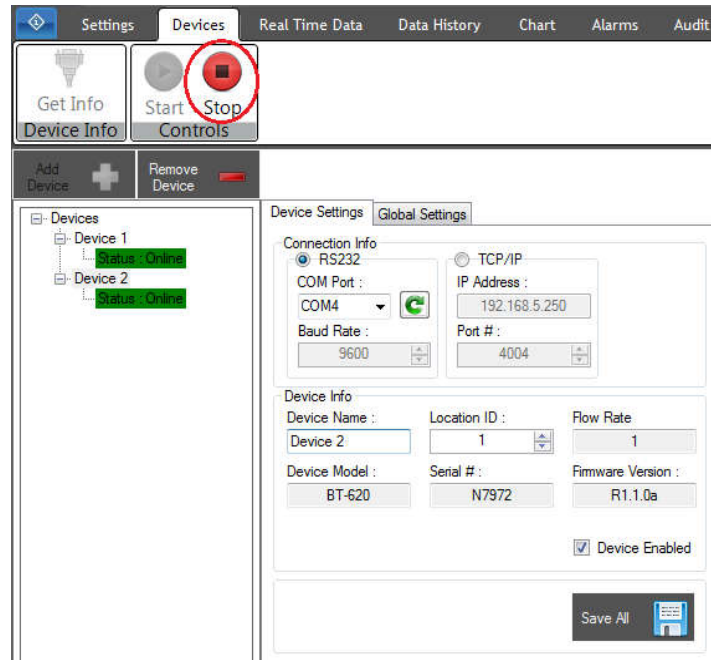 Settings Devices Real Time Data Data History Chart Alarms Audit
Get Info Start Stop
Device Info Controls
Add Device Remove Device
Devices
Device 1
Status : Online
Device 2
Status : Online
Device Settings Global Settings
Connection Info
RS232 TCP/IP
COM Port : IP Address :
COM4 192.168.5.250
Baud Rate : Port # :
9600 4004
Device Info
Device Name : Location ID : Flow Rate
Device 2 1 1
Device Model : Serial # : Firmware Version :
BT-620 N7972 R1.1.0a
Device Enabled
Save All